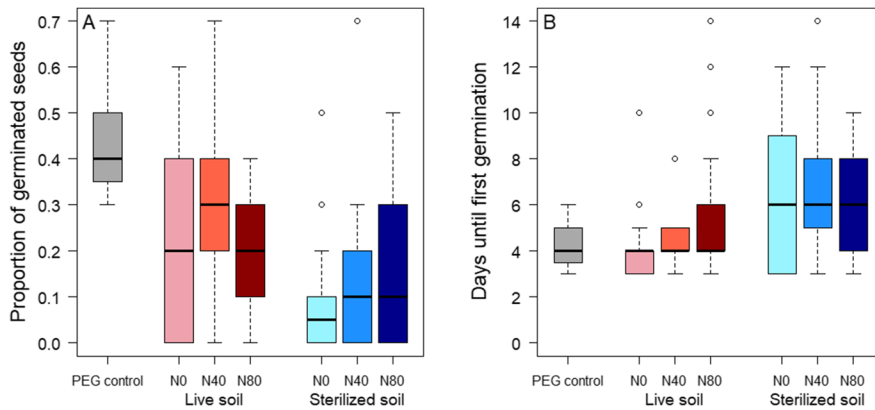 A
Proportion of germinated seeds
0.7
0.6
0.5
0.4
0.3
0.2
0.1
0.0
PEG control N0 N40 N80 N0 N40 N80
Live soil Sterilized soil
B
Days until first germination
14
12
10
8
6
4
2
0
PEG control N0 N40 N80 N0 N40 N80
Live soil Sterilized soil